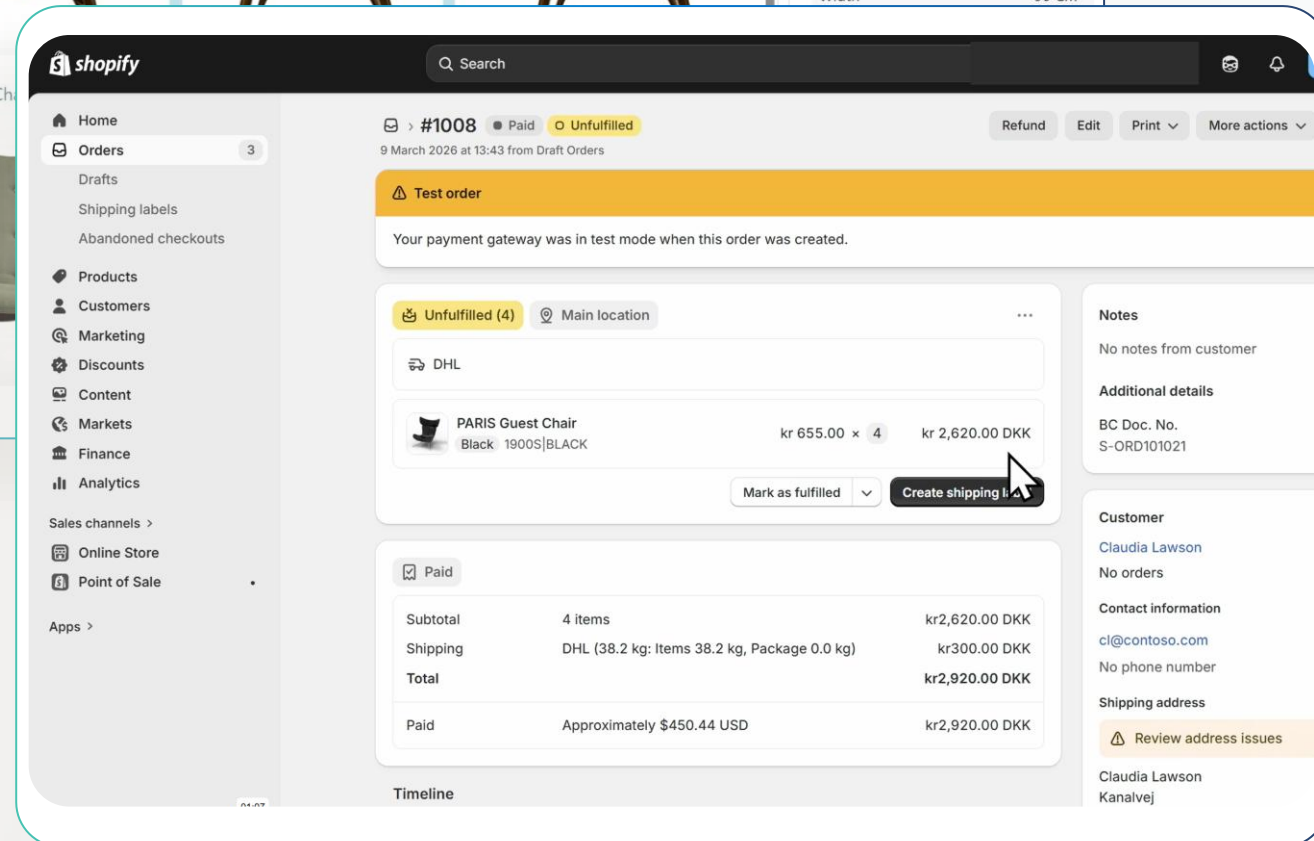 shopify
Search
Home
Orders 3
Drafts
Shipping labels
Abandoned checkouts
Products
Customers
Marketing
Discounts
Content
Markets
Finance
Analytics
Sales channels >
Online Store
Point of Sale
Apps >
> #1008 Paid Unfulfilled
Refund Edit Print More actions
9 March 2026 at 13:43 from Draft Orders
Test order
Your payment gateway was in test mode when this order was created.
Unfulfilled (4) Main location ...
DHL
PARIS Guest Chair
Black 1900S|BLACK
kr 655.00 × 4 kr 2,620.00 DKK
Mark as fulfilled Create shipping
Paid
Subtotal 4 items kr2,620.00 DKK
Shipping DHL (38.2 kg: Items 38.2 kg, Package 0.0 kg) kr300.00 DKK
Total kr2,920.00 DKK
Paid Approximately $450.44 USD kr2,920.00 DKK
Timeline
Notes
No notes from customer
Additional details
BC Doc. No.
S-ORD101021
Customer
Claudia Lawson
No orders
Contact information
cl@contoso.com
No phone number
Shipping address
Review address issues
Claudia Lawson
Kanalvej